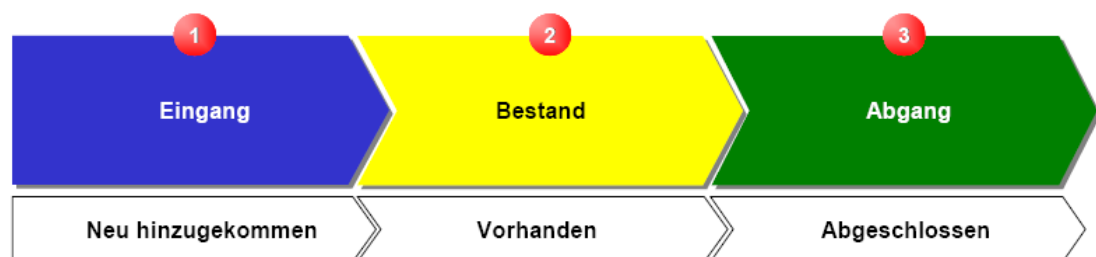 1
2
3
Eingang
Bestand
Abgang
Neu hinzugekommen
Vorhanden
Abgeschlossen